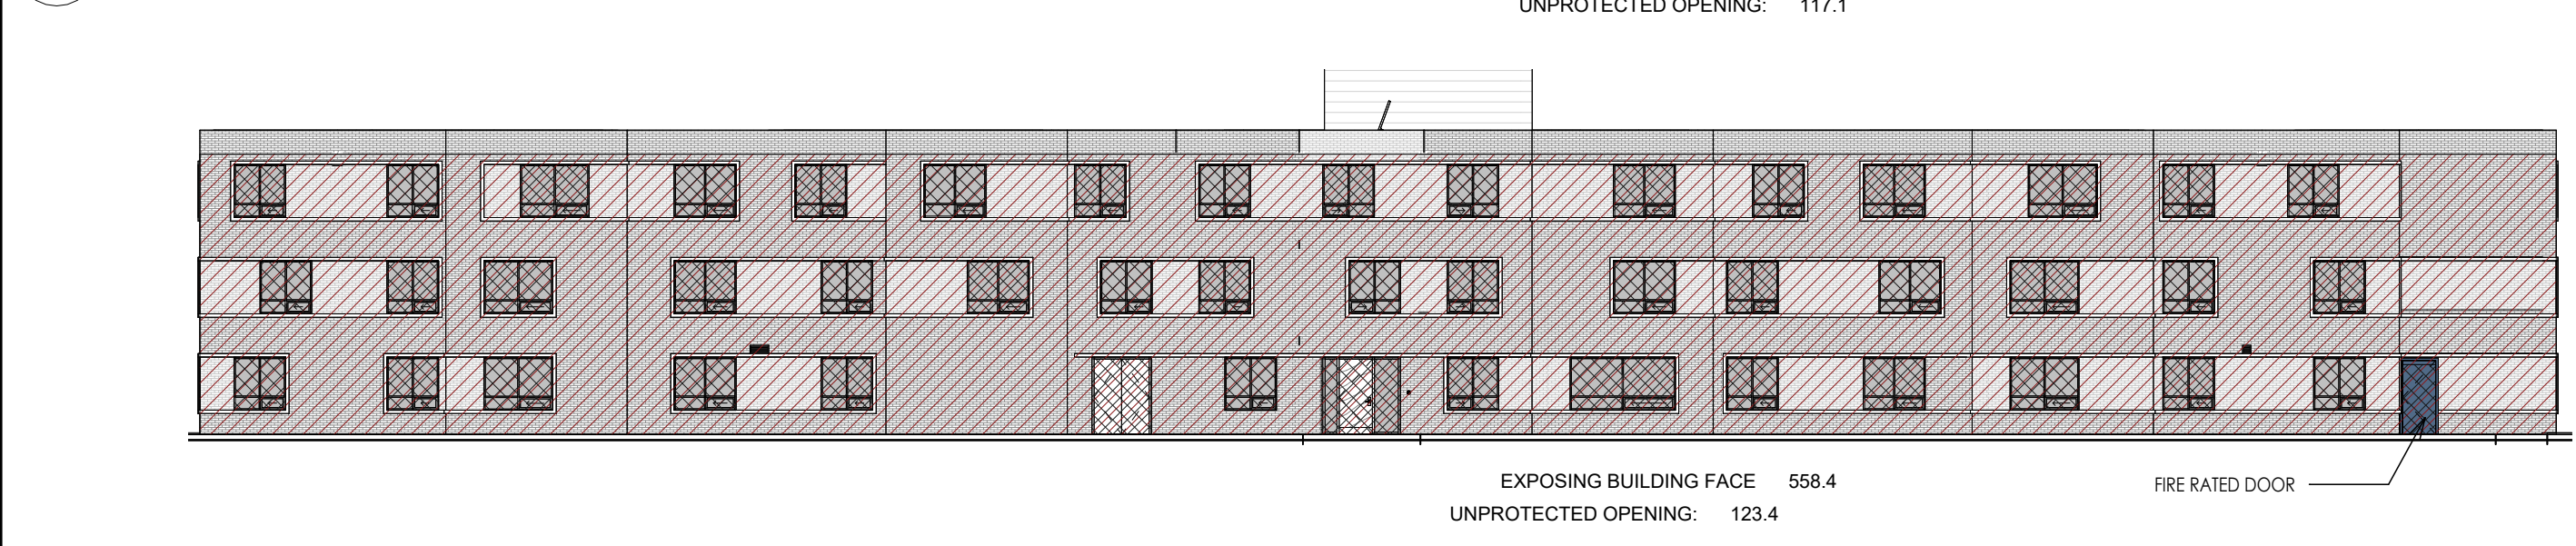 UNPROTECTED OPENING: 117.1
EXPOSING BUILDING FACE 558.4
FIRE RATED DOOR
UNPROTECTED OPENING: 123.4